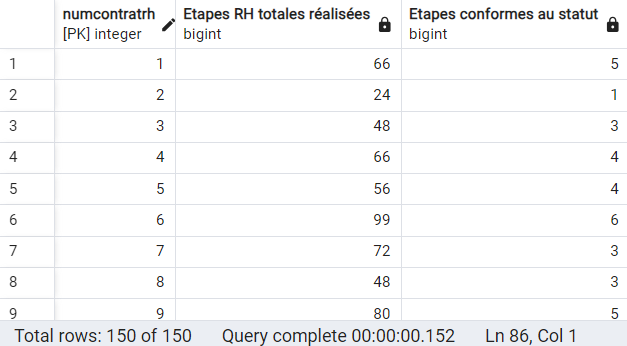 numcontratrh Etapes RH totales réalisées Etapes conformes au statut
[PK] integer bigint bigint
1 1 66 5
2 2 24 1
3 3 48 3
4 4 66 4
5 5 56 4
6 6 99 6
7 7 72 3
8 8 48 3
9 9 80 5
Total rows: 150 of 150 Query complete 00:00:00.152 Ln 86, Col 1